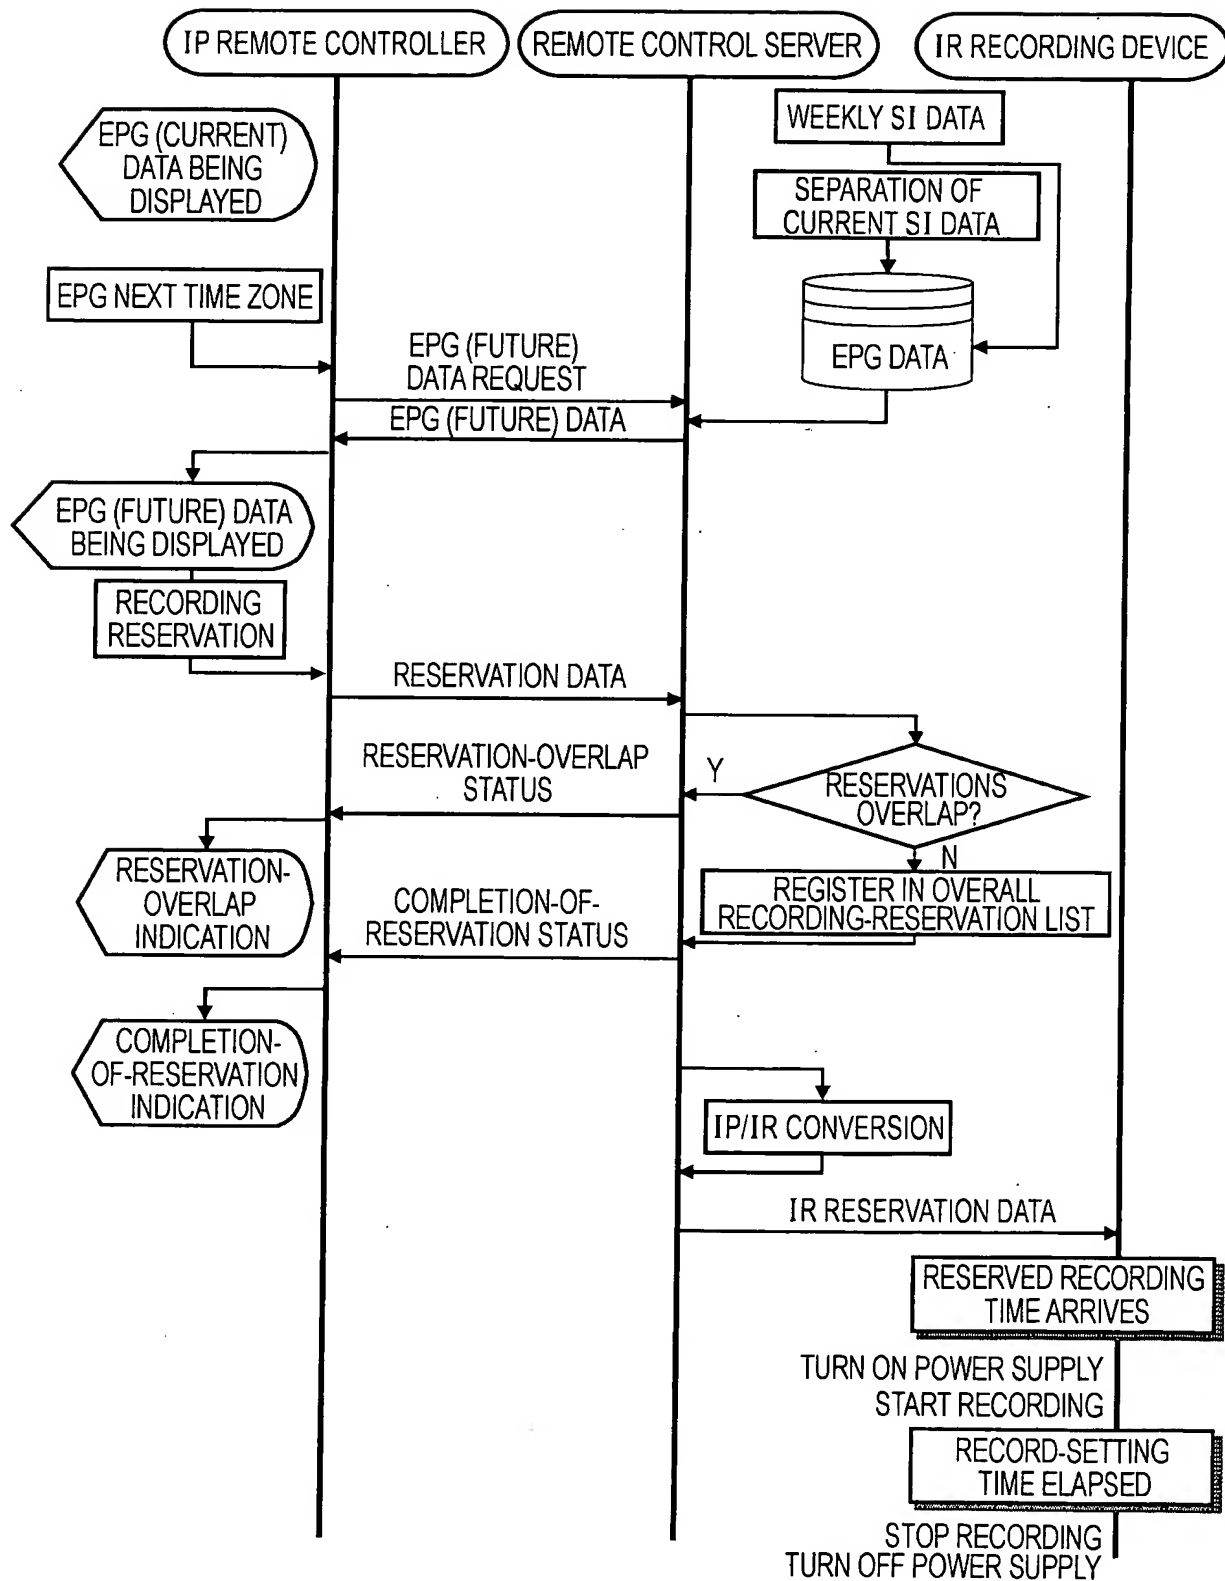 IP REMOTE CONTROLLER
REMOTE CONTROL SERVER
IR RECORDING DEVICE
EPG (CURRENT)
DATA BEING
DISPLAYED
WEEKLY SI DATA
SEPARATION OF
CURRENT SI DATA
EPG NEXT TIME ZONE
EPG DATA
EPG (FUTURE)
DATA REQUEST
EPG (FUTURE) DATA
EPG (FUTURE) DATA
BEING DISPLAYED
RECORDING
RESERVATION
RESERVATION DATA
RESERVATION-OVERLAP
STATUS
Y
RESERVATIONS
OVERLAP?
N
RESERVATION-
OVERLAP
INDICATION
REGISTER IN OVERALL
RECORDING-RESERVATION LIST
COMPLETION-OF-
RESERVATION STATUS
COMPLETION-
OF-RESERVATION
INDICATION
IP/IR CONVERSION
IR RESERVATION DATA
RESERVED RECORDING
TIME ARRIVES
TURN ON POWER SUPPLY
START RECORDING
RECORD-SETTING
TIME ELAPSED
STOP RECORDING
TURN OFF POWER SUPPLY